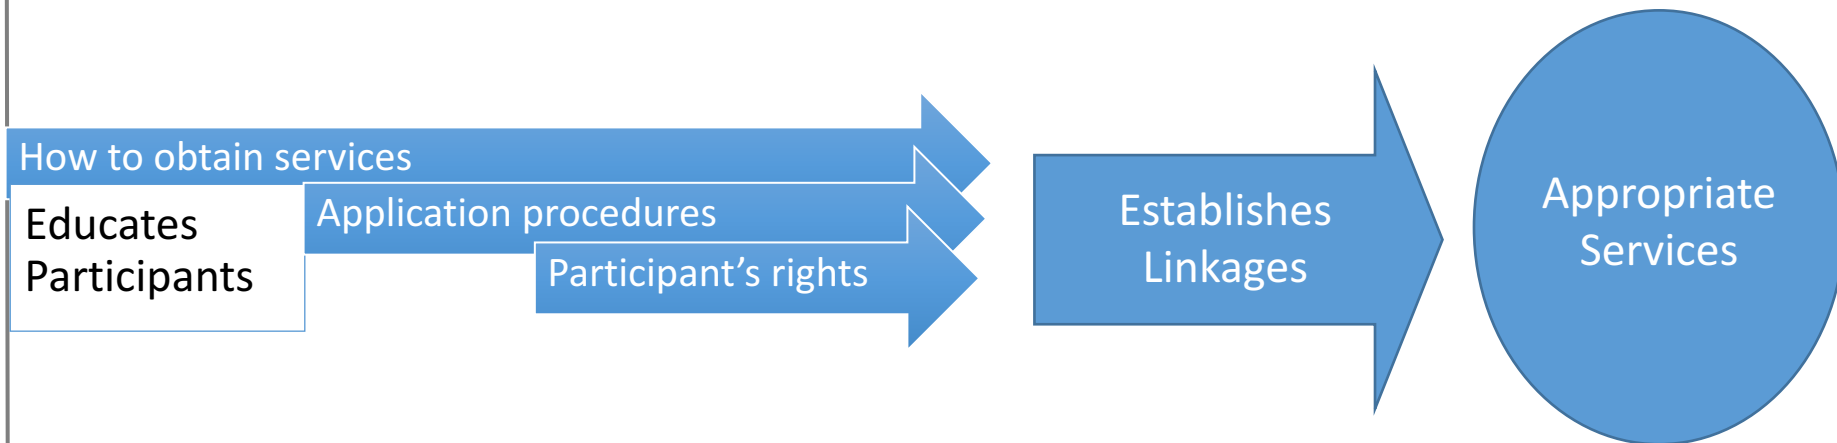 How to obtain services
Educates
Participants
Application procedures
Participant’s rights
Establishes
Linkages
Appropriate
Services